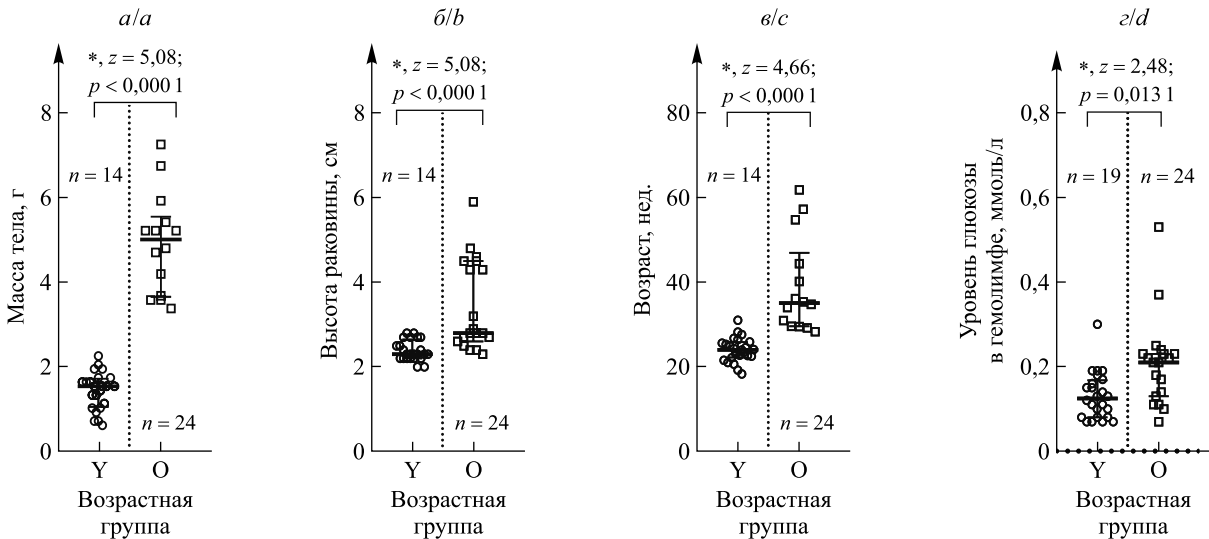 а/a
*, z = 5,08;
p < 0,000 1
Масса тела, г
8
6
4
2
0
n = 14
n = 24
Y O
Возрастная
группа
б/b
*, z = 5,08;
p < 0,000 1
Высота раковины, см
8
6
4
2
0
n = 14
n = 24
Y O
Возрастная
группа
в/c
*, z = 4,66;
p < 0,000 1
Возраст, нед.
80
60
40
20
0
n = 14
n = 24
Y O
Возрастная
группа
г/d
*, z = 2,48;
p = 0,013 1
Уровень глюкозы
в гемолимфе, ммоль/л
0,8
0,6
0,4
0,2
0
n = 19 n = 24
Y O
Возрастная
группа